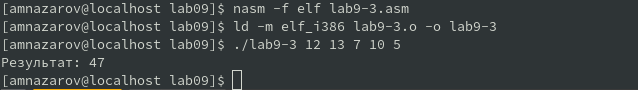 [amnazarov@localhost lab09]$ nasm -f elf lab9-3.asm
[amnazarov@localhost lab09]$ ld -m elf_i386 lab9-3.o -o lab9-3
[amnazarov@localhost lab09]$ ./lab9-3 12 13 7 10 5
Результат: 47
[amnazarov@localhost lab09]$